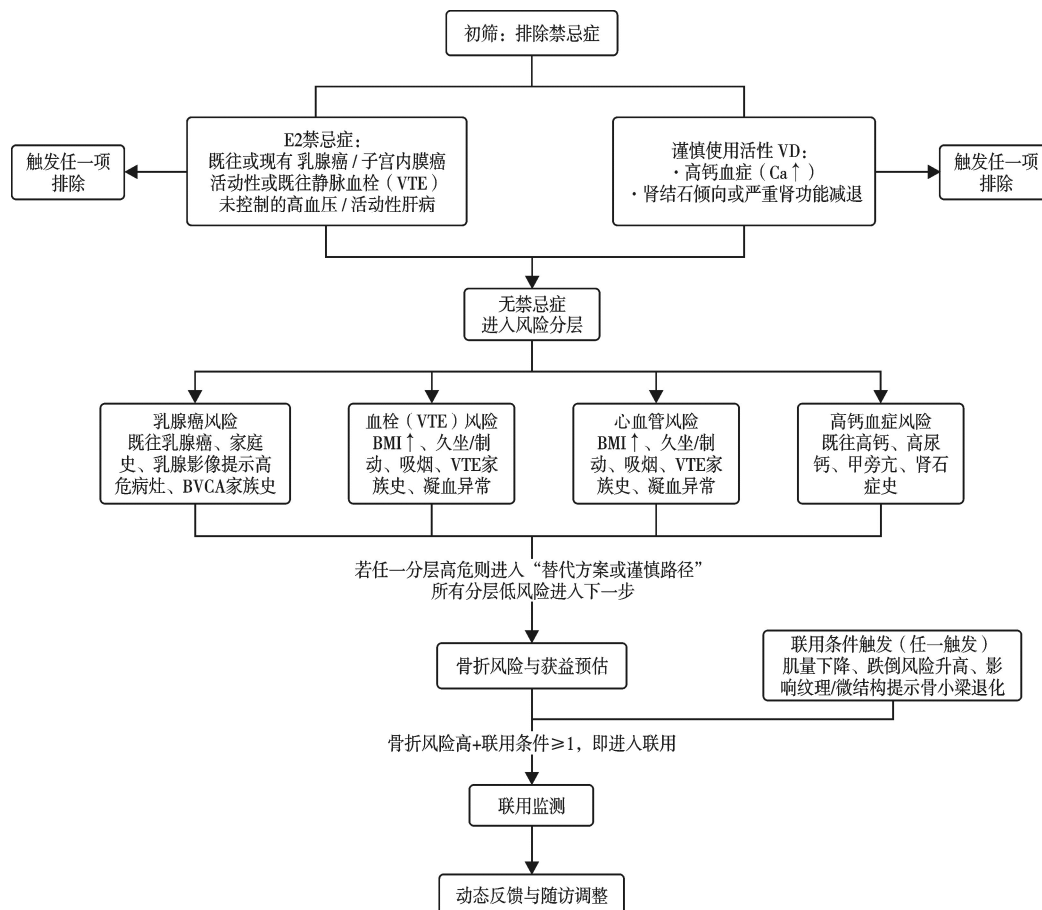 初筛：排除禁忌症
E2禁忌症：
既往或现有 乳腺癌 / 子宫内膜癌
活动性或既往静脉血栓（VTE）
未控制的高血压 / 活动性肝病
触发任一项
排除
谨慎使用活性 VD：
·高钙血症（Ca↑）
·肾结石倾向或严重肾功能减退
触发任一项
排除
无禁忌症
进入风险分层
乳腺癌风险
既往乳腺癌、家庭
史、乳腺影像提示高
危病灶、BVCA家族史
血栓（VTE）风险
BMI↑、久坐/制
动、吸烟、VTE家
族史、凝血异常
心血管风险
BMI↑、久坐/制
动、吸烟、VTE家
族史、凝血异常
高钙血症风险
既往高钙、高尿
钙、甲旁亢、肾石
症史
若任一分层高危则进入“替代方案或谨慎路径”
所有分层低风险进入下一步
骨折风险与获益预估
联用条件触发（任一触发）
肌量下降、跌倒风险升高、影
响纹理/微结构提示骨小梁退化
骨折风险高+联用条件≥1，即进入联用
联用监测
动态反馈与随访调整